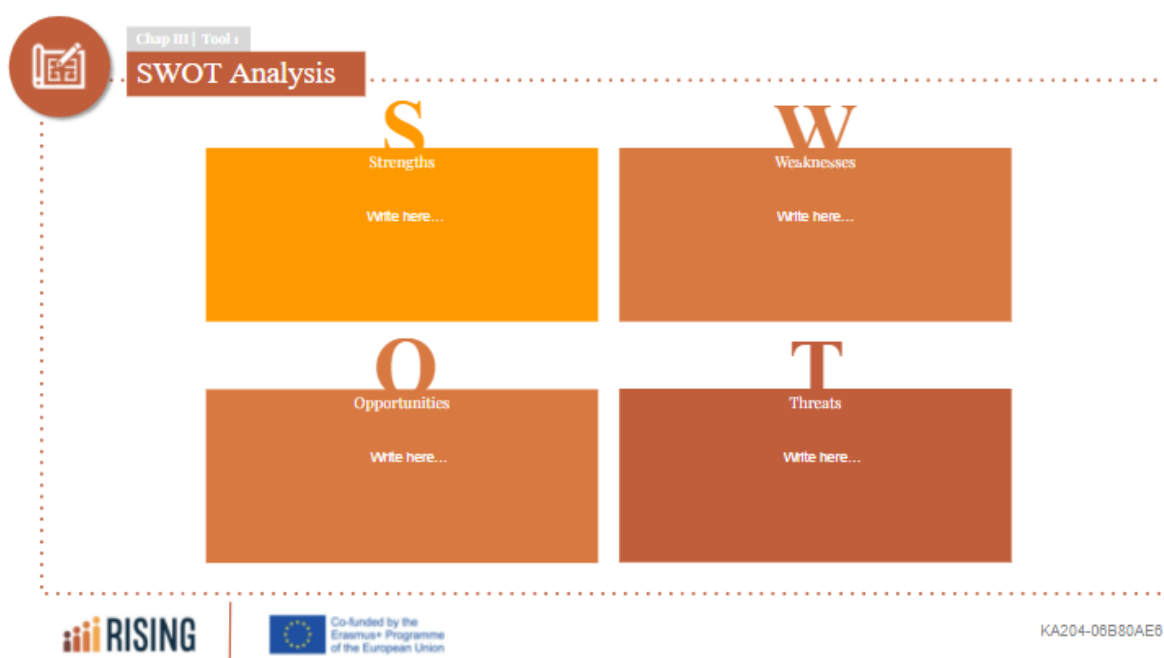 Chap III | Tool 1
SWOT Analysis
S
W
Strengths
Weaknesses
Write here...
Write here...
O
T
Opportunities
Threats
Write here...
Write here...
RISING
Co-funded by the
Erasmus+ Programme
of the European Union
KA204-06B80AE6